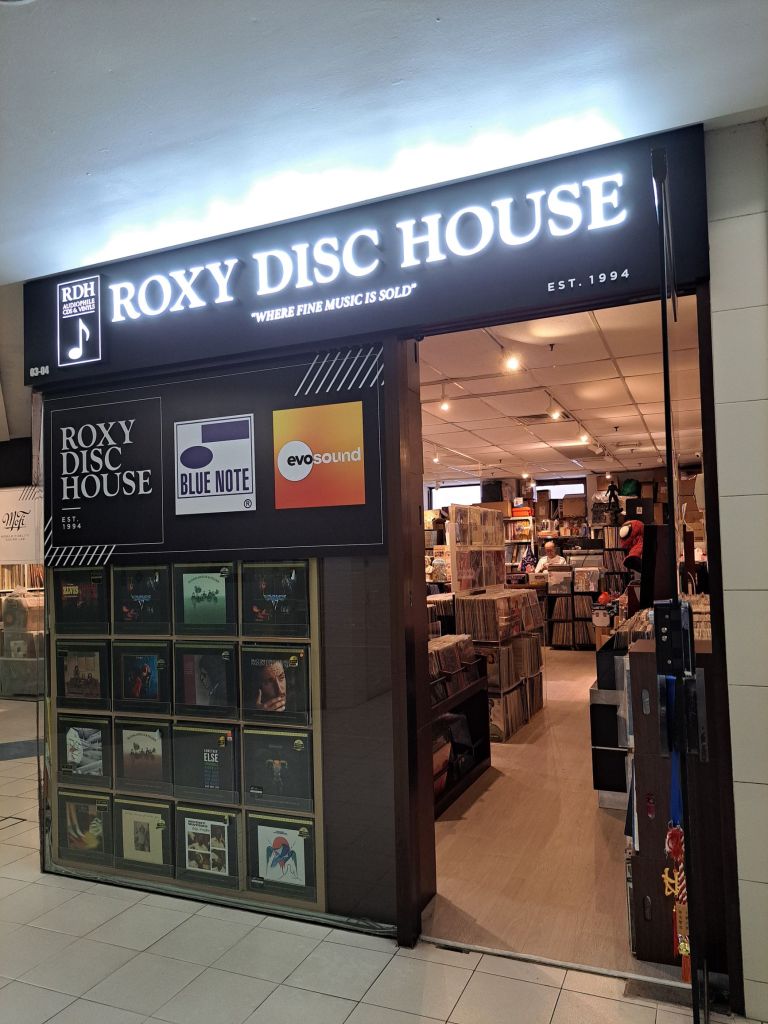 RDH
AUDIOPHILE
CDS & VINYLS
ROXY DISC HOUSE
"WHERE FINE MUSIC IS SOLD"
EST. 1994
03-04
ROXY
DISC
HOUSE
EST.
1994
BLUE NOTE
®
evosound
MoFi
ELSE